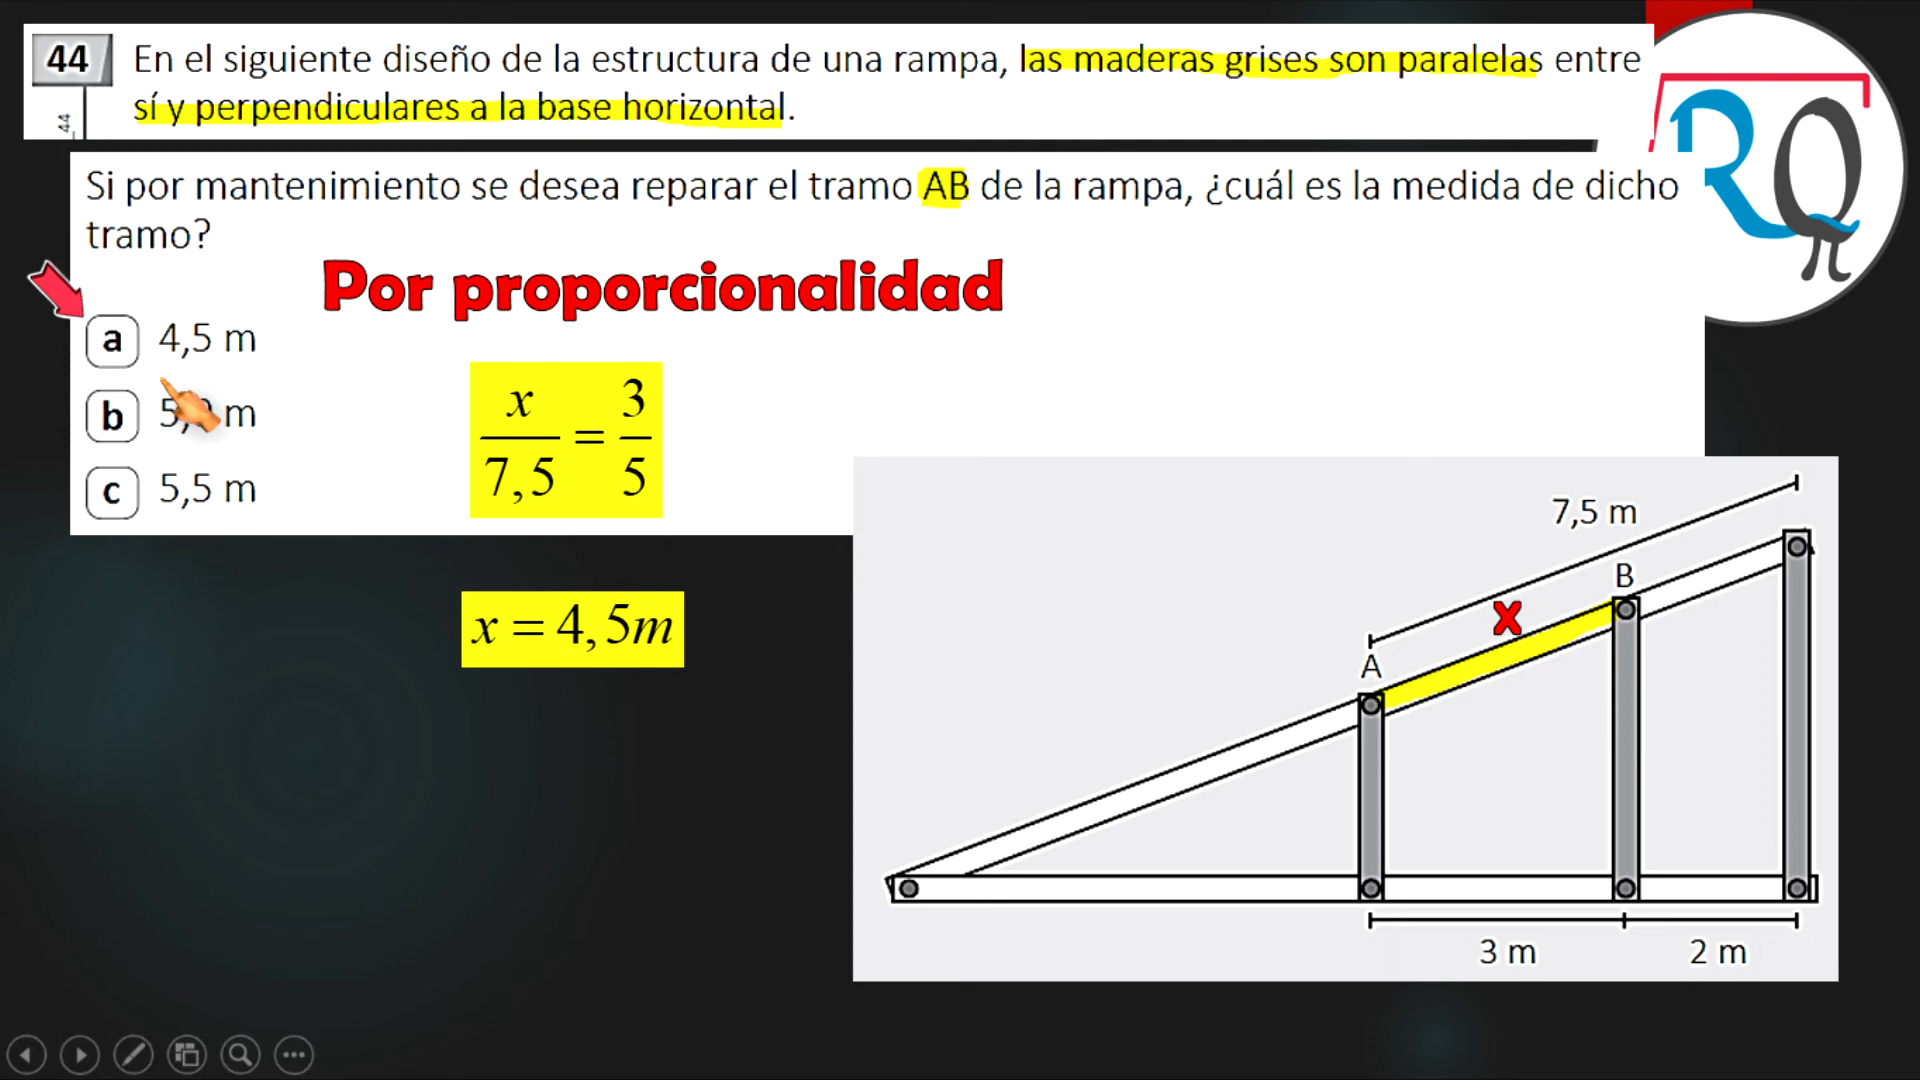 44 En el siguiente diseño de la estructura de una rampa, las maderas grises son paralelas entre
sí y perpendiculares a la base horizontal.
44
RQ
π
Si por mantenimiento se desea reparar el tramo AB de la rampa, ¿cuál es la medida de dicho
tramo?
Por proporcionalidad
a 4,5 m
b m
c 5,5 m
x/7,5 = 3/5
x = 4,5m
7,5 m
B
x
A
3 m 2 m